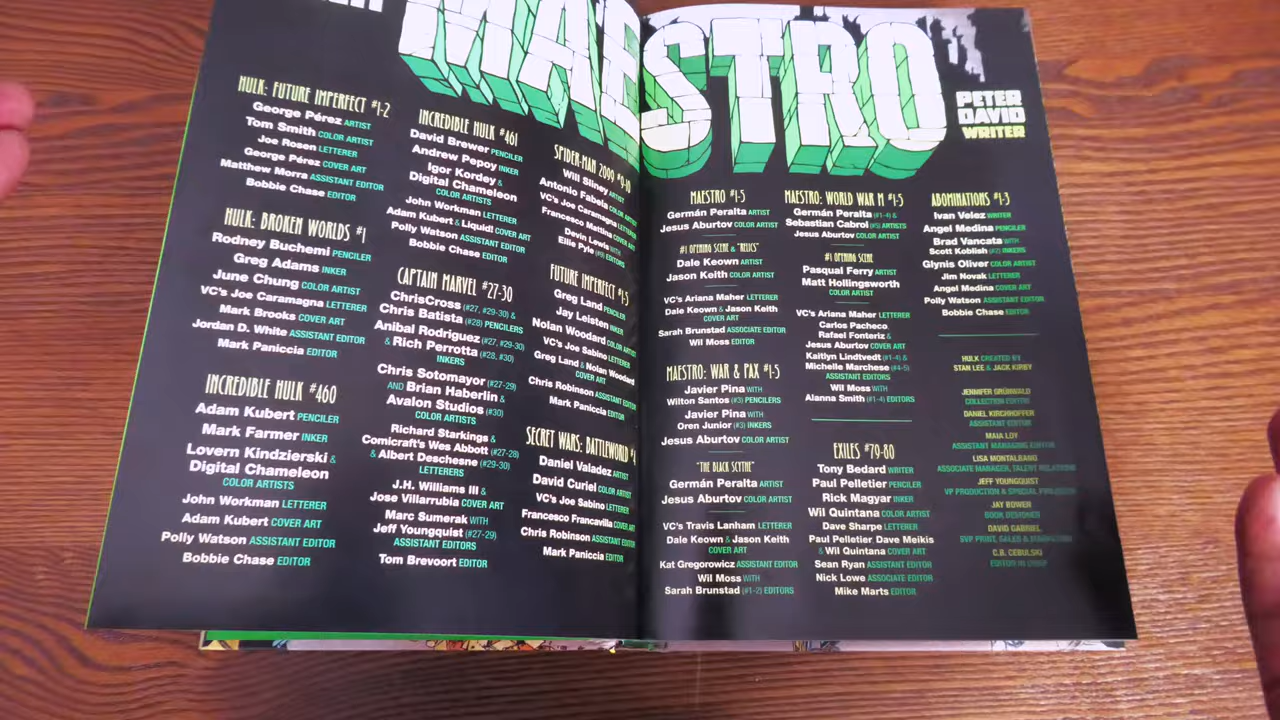 MAESTRO
PETER
DAVID
WRITER
HULK: FUTURE IMPERFECT #1-2
George Pérez ARTIST
Tom Smith COLOR ARTIST
Joe Rosen LETTERER
George Pérez COVER ART
Matthew Morra ASSISTANT EDITOR
Bobbie Chase EDITOR
HULK: BROKEN WORLDS #1
Rodney Buchemi PENCILER
Greg Adams INKER
June Chung COLOR ARTIST
VC's Joe Caramagna LETTERER
Mark Brooks COVER ART
Jordan D. White ASSISTANT EDITOR
Mark Paniccia EDITOR
INCREDIBLE HULK #460
Adam Kubert PENCILER
Mark Farmer INKER
Lovern Kindzierski &
Digital Chameleon
COLOR ARTISTS
John Workman LETTERER
Adam Kubert COVER ART
Polly Watson ASSISTANT EDITOR
Bobbie Chase EDITOR
INCREDIBLE HULK #461
David Brewer PENCILER
Andrew Pepoy INKER
Igor Kordey &
Digital Chameleon
COLOR ARTISTS
John Workman LETTERER
Adam Kubert & Liquid! COVER ART
Polly Watson ASSISTANT EDITOR
Bobbie Chase EDITOR
CAPTAIN MARVEL #27-30
ChrisCross (#27, #29-30) &
Chris Batista (#28) PENCILERS
Anibal Rodriguez (#27, #29-30)
& Rich Perrotta (#28, #30)
INKERS
Chris Sotomayor (#27-29)
AND Brian Haberlin &
Avalon Studios (#30)
COLOR ARTISTS
Richard Starkings &
Comicraft's Wes Abbott (#27-28)
& Albert Deschesne (#29-30)
LETTERERS
J.H. Williams III &
Jose Villarrubia COVER ART
Marc Sumerak WITH
Jeff Youngquist (#27-29)
ASSISTANT EDITORS
Tom Brevoort EDITOR
SPIDER-MAN 2099 #9-10
Will Sliney ARTIST
Antonio Fabela COLOR ARTIST
VC's Joe Caramagna LETTERER
Francesco Mattina COVER ART
Devin Lewis WITH
Ellie Pyle (#9) EDITORS
FUTURE IMPERFECT #1-5
Greg Land PENCILER
Jay Leisten INKER
Nolan Woodard COLOR ARTIST
VC's Joe Sabino LETTERER
Greg Land & Nolan Woodard
COVER ART
Chris Robinson ASSISTANT EDITOR
Mark Paniccia EDITOR
SECRET WARS: BATTLEWORLD #4
Daniel Valadez ARTIST
David Curiel COLOR ARTIST
VC's Joe Sabino LETTERER
Francesco Francavilla COVER ART
Chris Robinson ASSISTANT EDITOR
Mark Paniccia EDITOR
MAESTRO #1-5
Germán Peralta ARTIST
Jesus Aburtov COLOR ARTIST
#1 OPENING SCENE & "RELICS"
Dale Keown ARTIST
Jason Keith COLOR ARTIST
VC's Ariana Maher LETTERER
Dale Keown & Jason Keith
COVER ART
Sarah Brunstad ASSOCIATE EDITOR
Wil Moss EDITOR
MAESTRO: WAR & PAX #1-5
Javier Pina WITH
Wilton Santos (#3) PENCILERS
Javier Pina WITH
Oren Junior (#3) INKERS
Jesus Aburtov COLOR ARTIST
"THE BLACK SCYTHE"
Germán Peralta ARTIST
Jesus Aburtov COLOR ARTIST
VC's Travis Lanham LETTERER
Dale Keown & Jason Keith
COVER ART
Kat Gregorowicz ASSISTANT EDITOR
Wil Moss WITH
Sarah Brunstad (#1-2) EDITORS
MAESTRO: WORLD WAR M #1-5
Germán Peralta (#1-4) &
Sebastian Cabrol (#5) ARTISTS
Jesus Aburtov COLOR ARTIST
#1 OPENING SCENE
Pasqual Ferry ARTIST
Matt Hollingsworth
COLOR ARTIST
VC's Ariana Maher LETTERER
Carlos Pacheco,
Rafael Fonteriz &
Jesus Aburtov COVER ART
Kaitlyn Lindtvedt (#1-4) &
Michelle Marchese (#4-5)
ASSISTANT EDITORS
Wil Moss WITH
Alanna Smith (#1-4) EDITORS
EXILES #79-80
Tony Bedard WRITER
Paul Pelletier PENCILER
Rick Magyar INKER
Wil Quintana COLOR ARTIST
Dave Sharpe LETTERER
Paul Pelletier, Dave Meikis
& Wil Quintana COVER ART
Sean Ryan ASSISTANT EDITOR
Nick Lowe ASSOCIATE EDITOR
Mike Marts EDITOR
ABOMINATIONS #1-3
Ivan Velez WRITER
Angel Medina PENCILER
Brad Vancata WITH
Scott Koblish (#2) INKERS
Glynis Oliver COLOR ARTIST
Jim Novak LETTERER
Angel Medina COVER ART
Polly Watson ASSISTANT EDITOR
Bobbie Chase EDITOR
HULK CREATED BY
STAN LEE & JACK KIRBY
JENNIFER GRÜNWALD
COLLECTION EDITOR
DANIEL KIRCHHOFFER
ASSISTANT EDITOR
MAIA LOY
ASSISTANT MANAGING EDITOR
LISA MONTALBANO
ASSOCIATE MANAGER, TALENT RELATIONS
JEFF YOUNGQUIST
VP PRODUCTION & SPECIAL PROJECTS
JAY BOWEN
BOOK DESIGNER
DAVID GABRIEL
SVP PRINT, SALES & MARKETING
C.B. CEBULSKI
EDITOR IN CHIEF